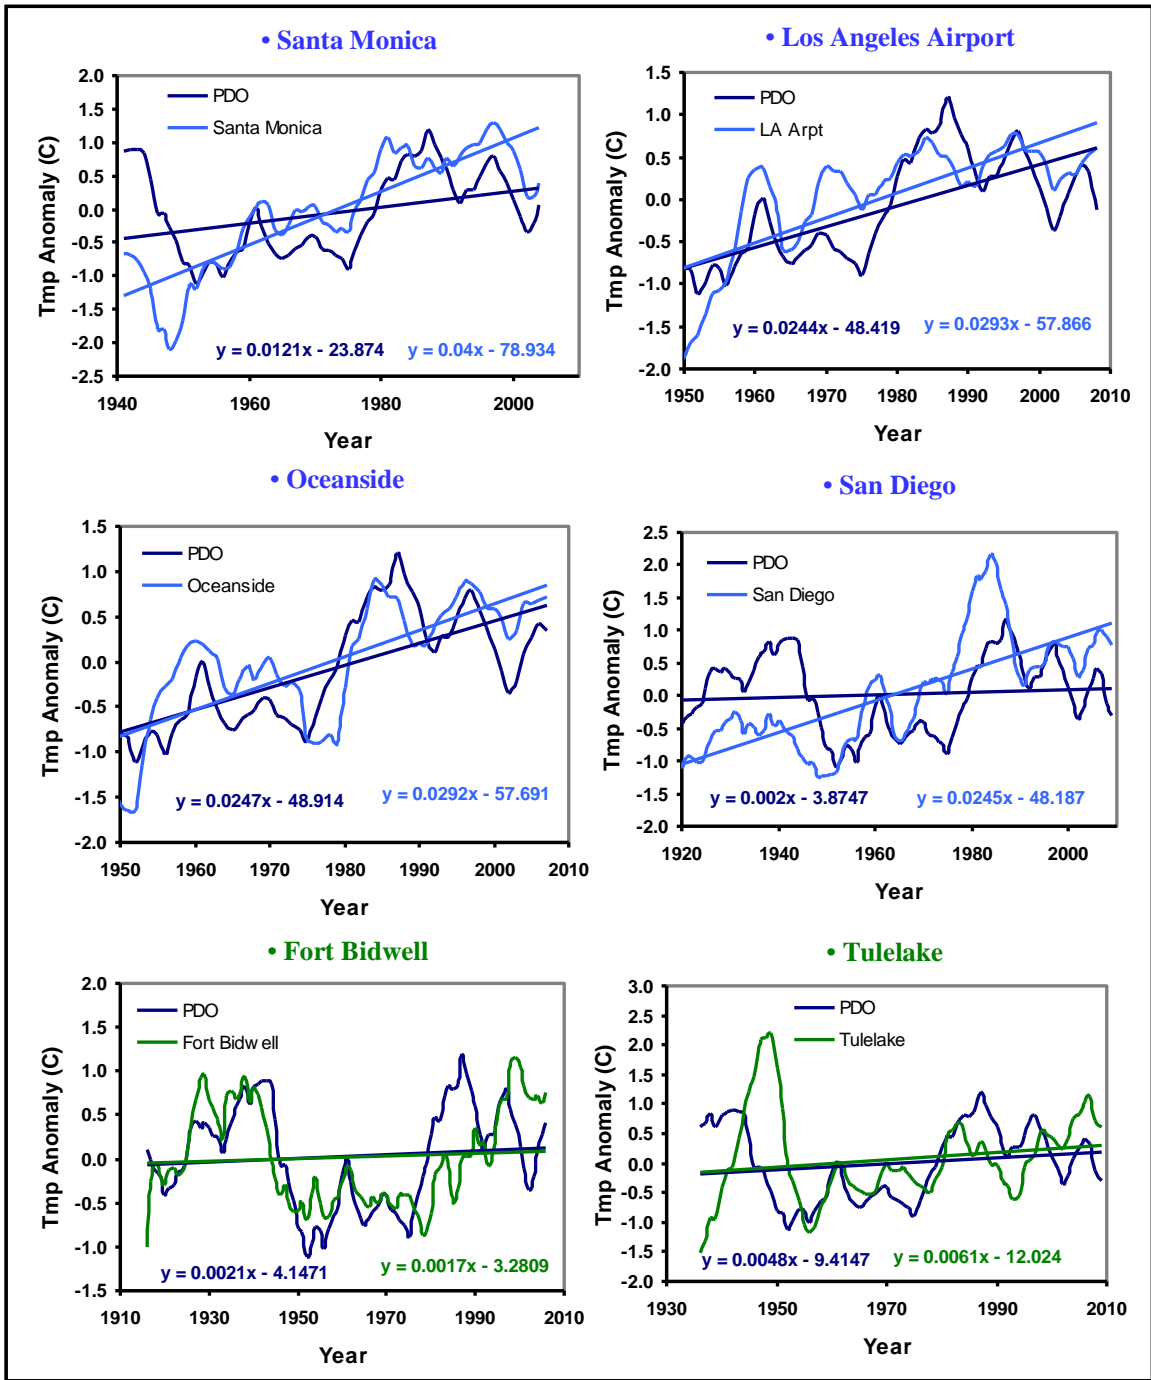 • Santa Monica
2.0
1.5
1.0
0.5
0.0
-0.5
-1.0
-1.5
-2.0
-2.5
Tmp Anomaly (C)
PDO
Santa Monica
y = 0.0121x - 23.874
y = 0.04x - 78.934
1940
1960
1980
2000
Year
• Los Angeles Airport
1.5
1.0
0.5
0.0
-0.5
-1.0
-1.5
-2.0
Tmp Anomaly (C)
PDO
LA Arpt
y = 0.0244x - 48.419
y = 0.0293x - 57.866
1950
1960
1970
1980
1990
2000
2010
Year
• Oceanside
1.5
1.0
0.5
0.0
-0.5
-1.0
-1.5
-2.0
Tmp Anomaly (C)
PDO
Oceanside
y = 0.0247x - 48.914
y = 0.0292x - 57.691
1950
1960
1970
1980
1990
2000
2010
Year
• San Diego
2.5
2.0
1.5
1.0
0.5
0.0
-0.5
-1.0
-1.5
-2.0
Tmp Anomaly (C)
PDO
San Diego
y = 0.002x - 3.8747
y = 0.0245x - 48.187
1920
1940
1960
1980
2000
Year
• Fort Bidwell
2.0
1.5
1.0
0.5
0.0
-0.5
-1.0
-1.5
Tmp Anomaly (C)
PDO
Fort Bidwell
y = 0.0021x - 4.1471
y = 0.0017x - 3.2809
1910
1930
1950
1970
1990
2010
Year
• Tulelake
3.0
2.5
2.0
1.5
1.0
0.5
0.0
-0.5
-1.0
-1.5
-2.0
Tmp Anomaly (C)
PDO
Tulelake
y = 0.0048x - 9.4147
y = 0.0061x - 12.024
1930
1950
1970
1990
2010
Year